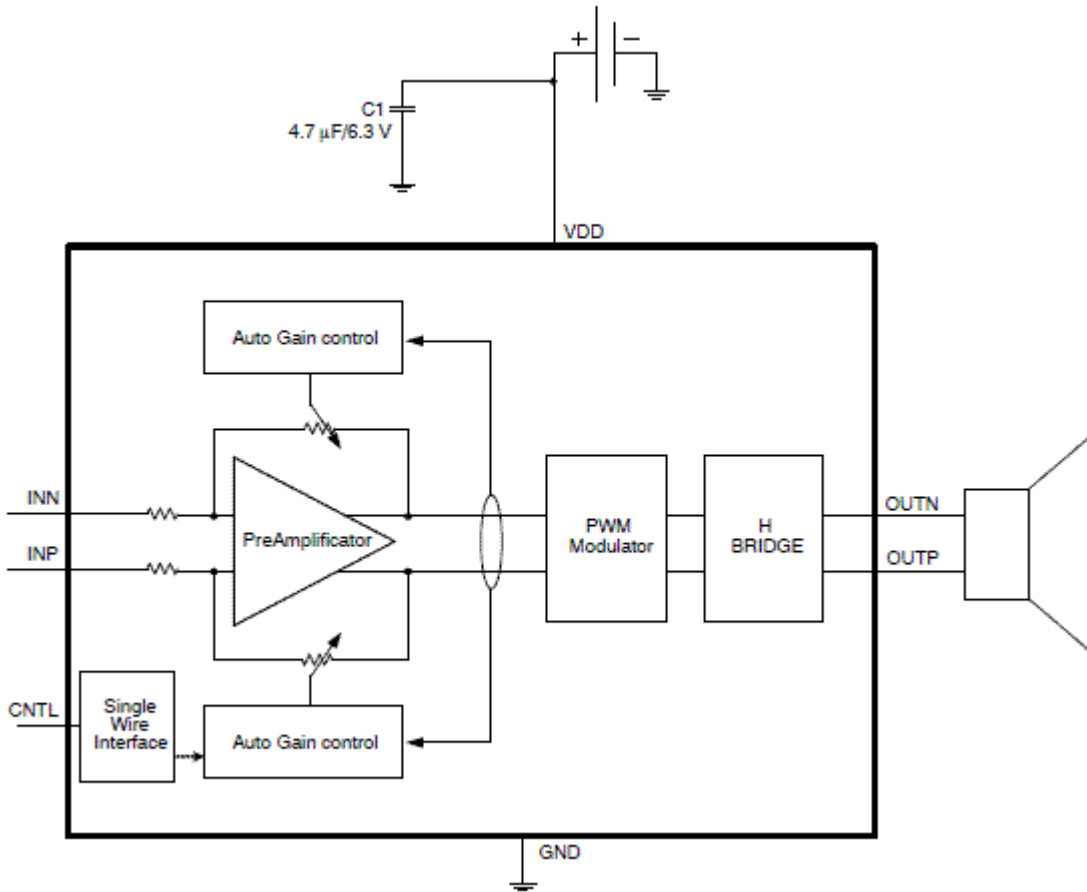 + −
C1
4.7 µF/6.3 V
VDD
Auto Gain control
INN
INP
PreAmplificator
PWM
Modulator
H
BRIDGE
OUTN
OUTP
CNTL
Single
Wire
Interface
Auto Gain control
GND